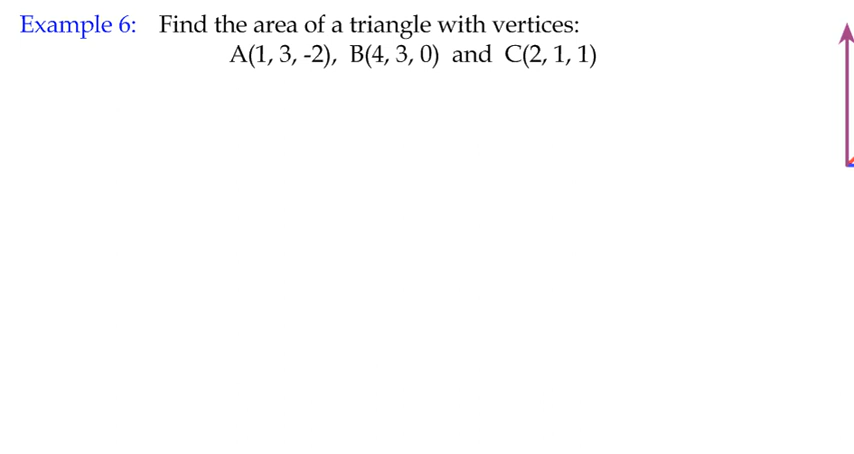 Example 6: Find the area of a triangle with vertices:
A(1, 3, -2), B(4, 3, 0) and C(2, 1, 1)